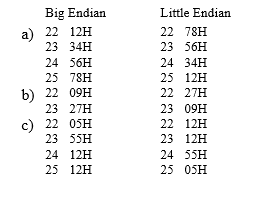 Big Endian Little Endian
a) 22 12H 22 78H
23 34H 23 56H
24 56H 24 34H
25 78H 25 12H
b) 22 09H 22 27H
23 27H 23 09H
c) 22 05H 22 12H
23 55H 23 12H
24 12H 24 55H
25 12H 25 05H